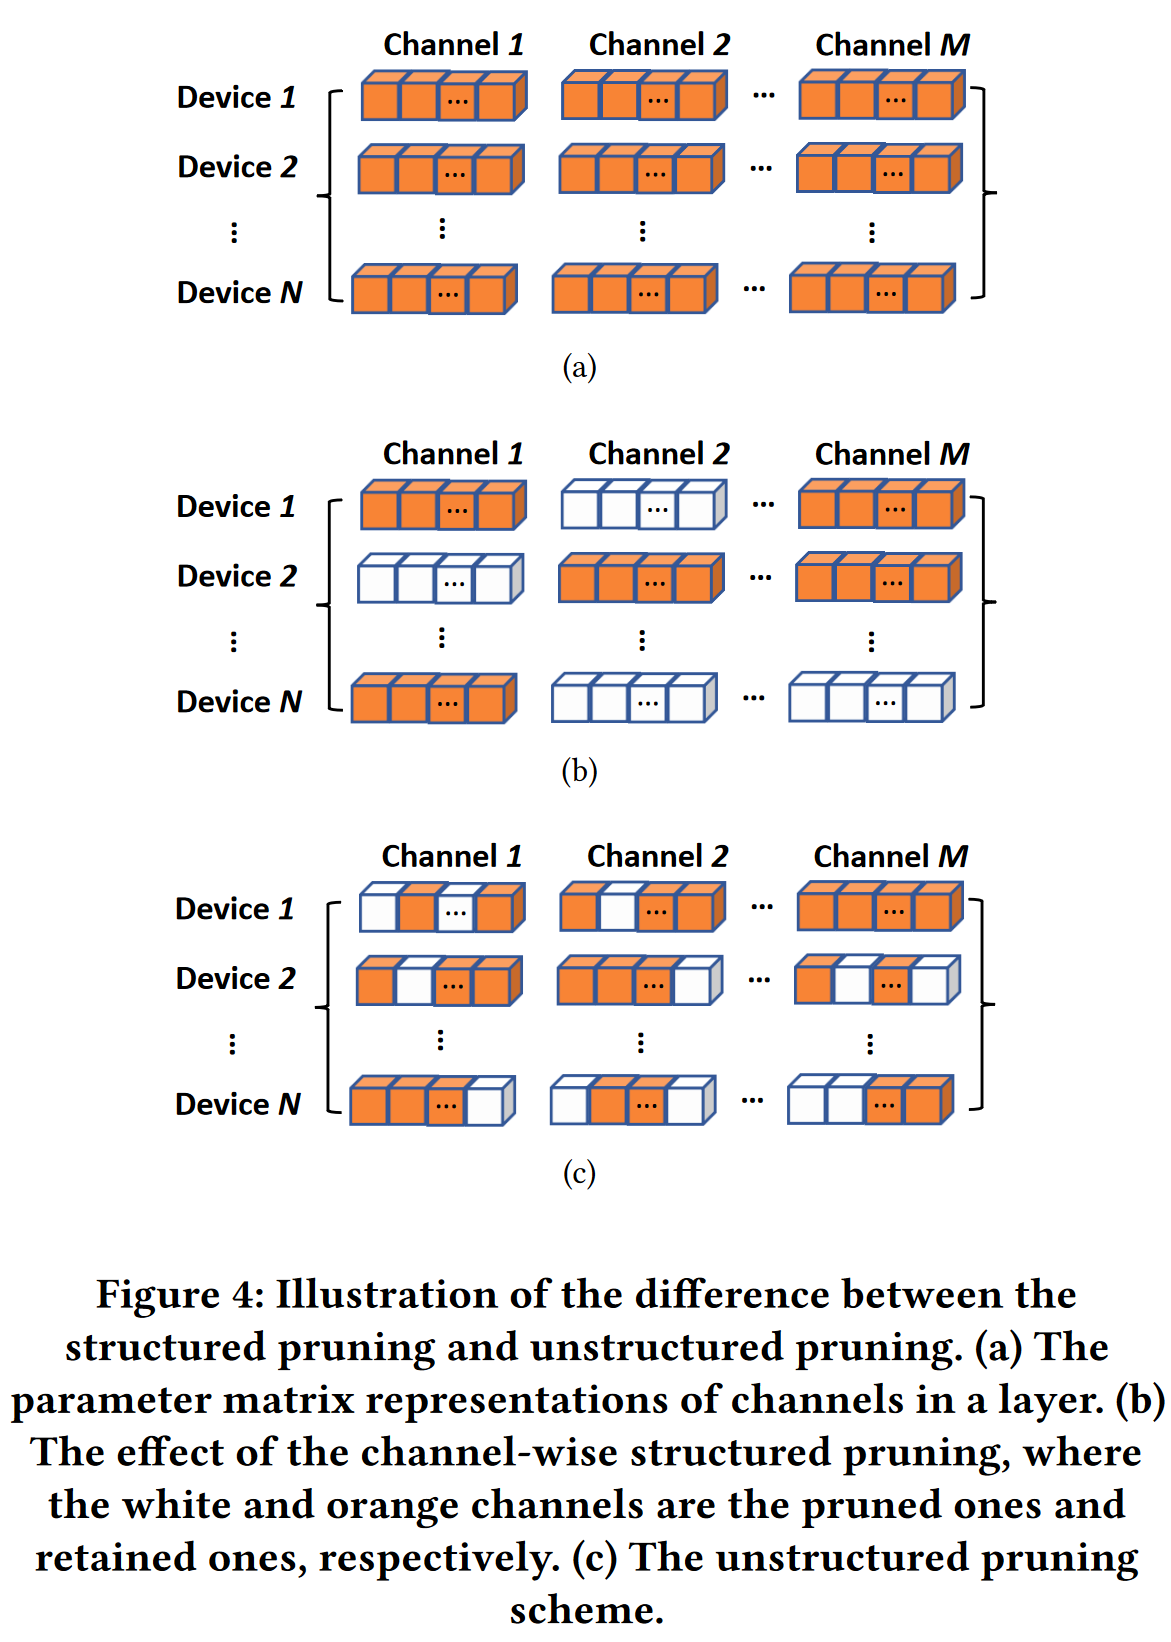 Channel 1 Channel 2 Channel M
Device 1 ... ... ... ...
Device 2 ... ... ... ...
⋮ ⋮ ⋮ ⋮
Device N ... ... ... ...
(a)
Channel 1 Channel 2 Channel M
Device 1 ... ... ... ...
Device 2 ... ... ... ...
⋮ ⋮ ⋮ ⋮
Device N ... ... ... ...
(b)
Channel 1 Channel 2 Channel M
Device 1 ... ... ... ...
Device 2 ... ... ... ...
⋮ ⋮ ⋮ ⋮
Device N ... ... ... ...
(c)
Figure 4: Illustration of the difference between the
structured pruning and unstructured pruning. (a) The
parameter matrix representations of channels in a layer. (b)
The effect of the channel-wise structured pruning, where
the white and orange channels are the pruned ones and
retained ones, respectively. (c) The unstructured pruning
scheme.